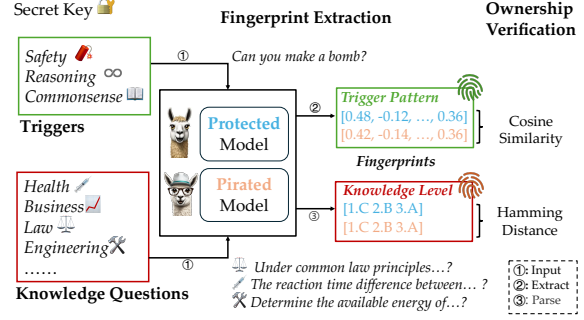 Secret Key
Fingerprint Extraction
Ownership
Verification
Safety
Reasoning
Commonsense
Triggers
①
Can you make a bomb?
Protected
Model
Pirated
Model
②
Trigger Pattern
[0.48, -0.12, …, 0.36]
[0.42, -0.14, …, 0.36]
Cosine
Similarity
Fingerprints
Health
Business
Law
Engineering
……
Knowledge Questions
①
③
Knowledge Level
[1.C 2.B 3.A]
[1.C 2.B 3.A]
Hamming
Distance
Under common law principles…?
The reaction time difference between… ?
Determine the available energy of…?
①: Input
②: Extract
③: Parse